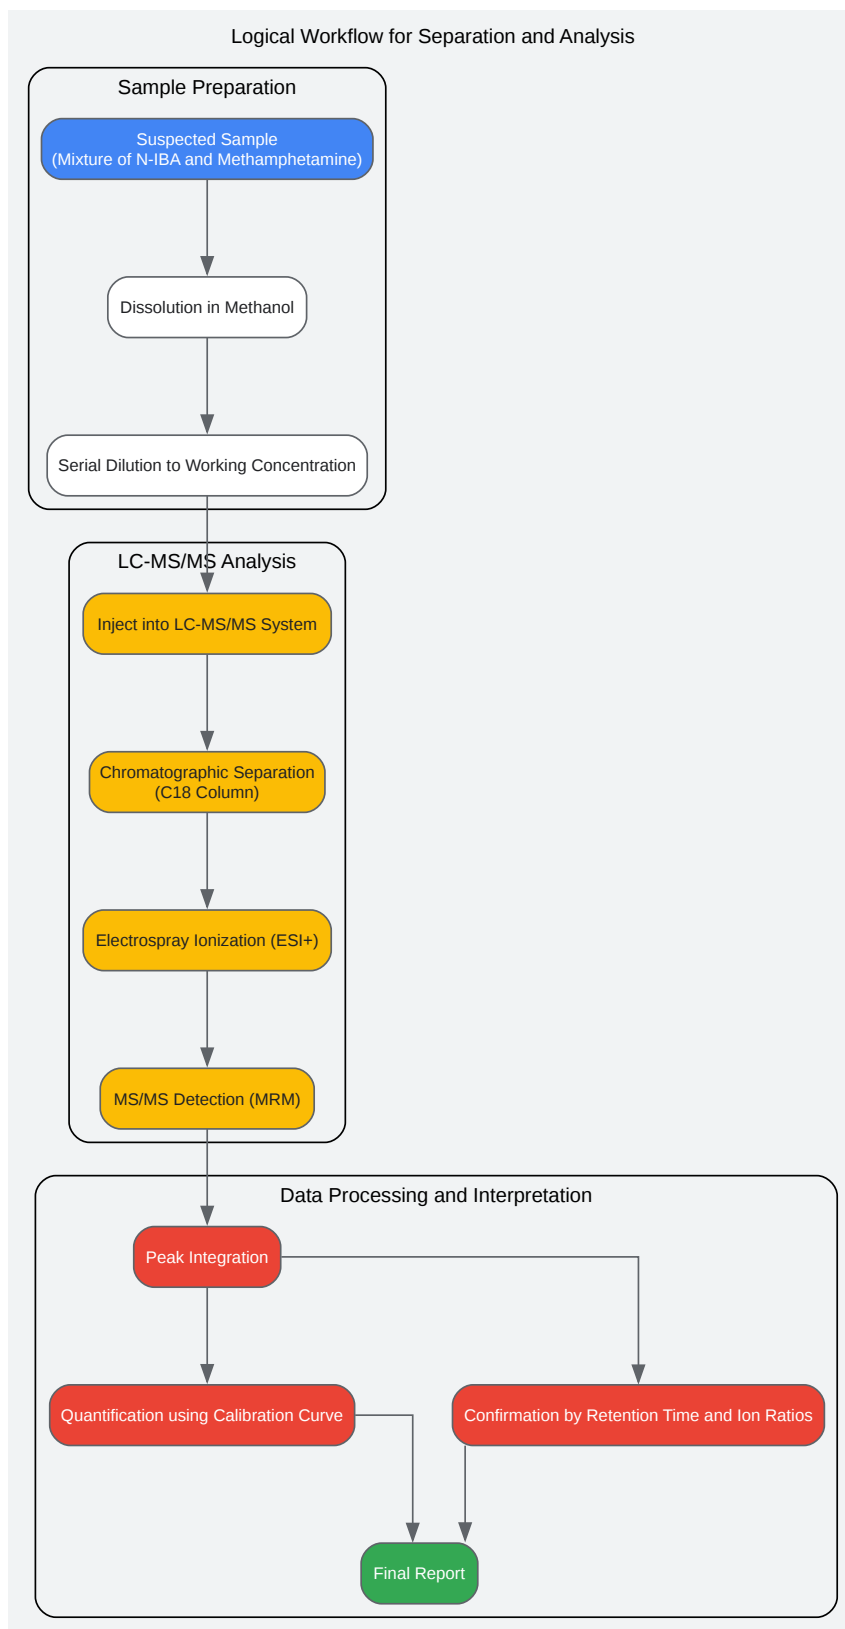 Logical Workflow for Separation and Analysis
Sample Preparation
Suspected Sample
(Mixture of N-IBA and Methamphetamine)
Dissolution in Methanol
Serial Dilution to Working Concentration
LC-MS/MS Analysis
Inject into LC-MS/MS System
Chromatographic Separation
(C18 Column)
Electrospray Ionization (ESI+)
MS/MS Detection (MRM)
Data Processing and Interpretation
Peak Integration
Quantification using Calibration Curve
Confirmation by Retention Time and Ion Ratios
Final Report